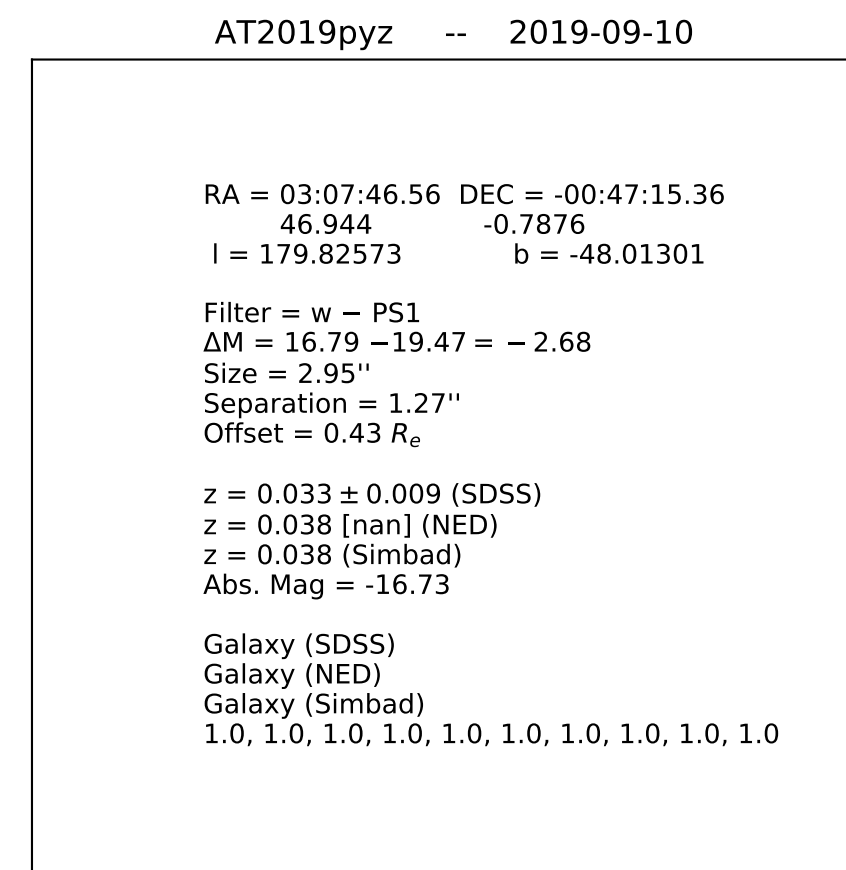 AT2019pyz -- 2019-09-10
RA = 03:07:46.56 DEC = -00:47:15.36
46.944 -0.7876
l = 179.82573 b = -48.01301
Filter = w − PS1
ΔM = 16.79 −19.47 = − 2.68
Size = 2.95''
Separation = 1.27''
Offset = 0.43 Re
z = 0.033 ± 0.009 (SDSS)
z = 0.038 [nan] (NED)
z = 0.038 (Simbad)
Abs. Mag = -16.73
Galaxy (SDSS)
Galaxy (NED)
Galaxy (Simbad)
1.0, 1.0, 1.0, 1.0, 1.0, 1.0, 1.0, 1.0, 1.0, 1.0